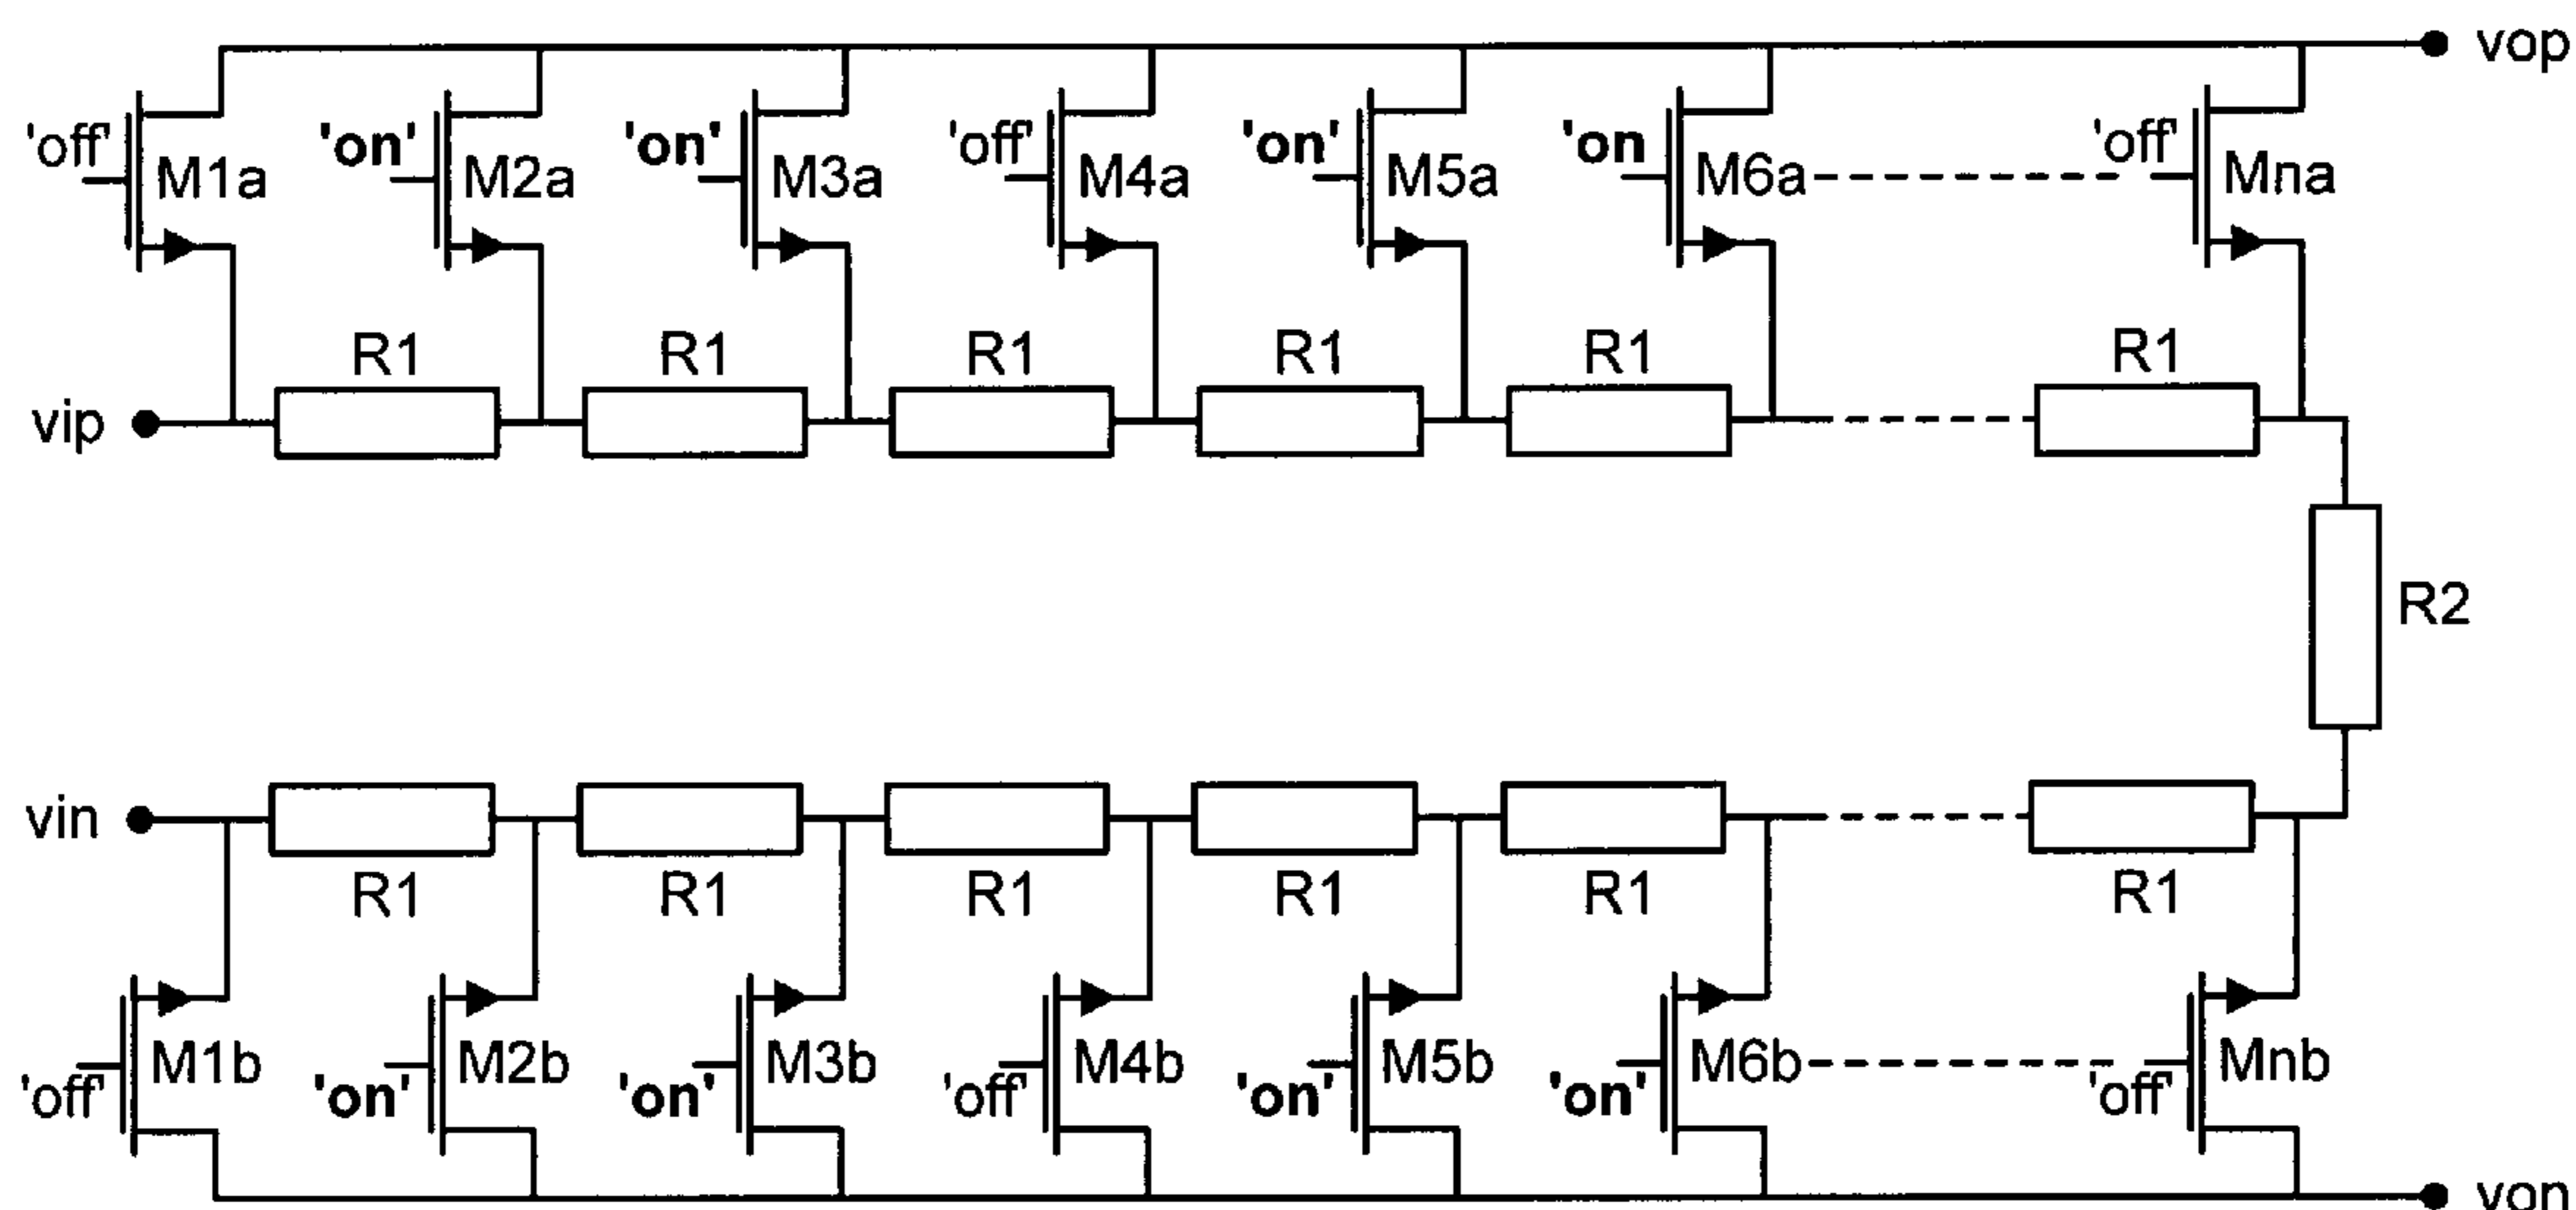 vop
'off' 'on' 'on' 'off' 'on' 'on 'off'
M1a M2a M3a M4a M5a M6a Mna
R1 R1 R1 R1 R1 R1
vip
R2
vin
R1 R1 R1 R1 R1 R1
M1b M2b M3b M4b M5b M6b Mnb
'off' 'on' 'on' 'off' 'on' 'on' 'off'
von